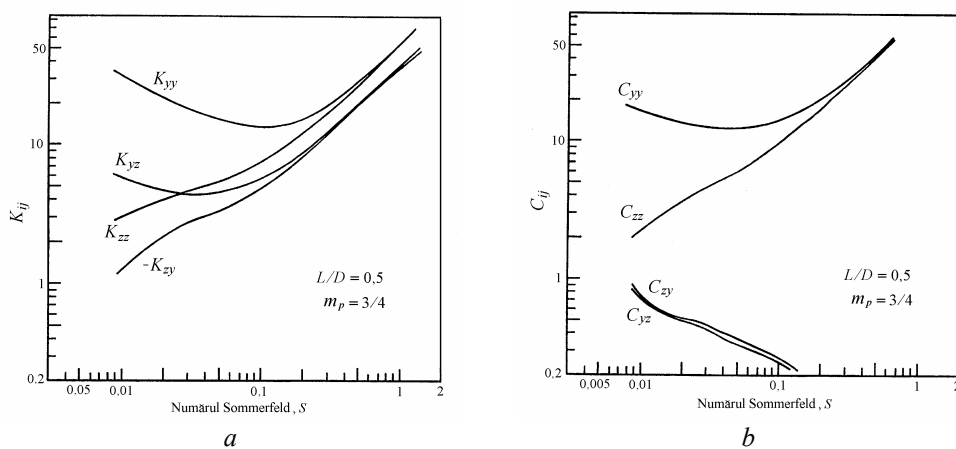 50
10
1
0.2
K_ij
K_yy
K_yz
K_zz
-K_zy
L/D = 0,5
m_p = 3/4
0.05 0.01 0.1 1 2
Numărul Sommerfeld , S
a
50
10
1
0.2
C_ij
C_yy
C_zz
C_zy
C_yz
L/D = 0,5
m_p = 3/4
0.005 0.01 0.1 1 2
Numărul Sommerfeld , S
b